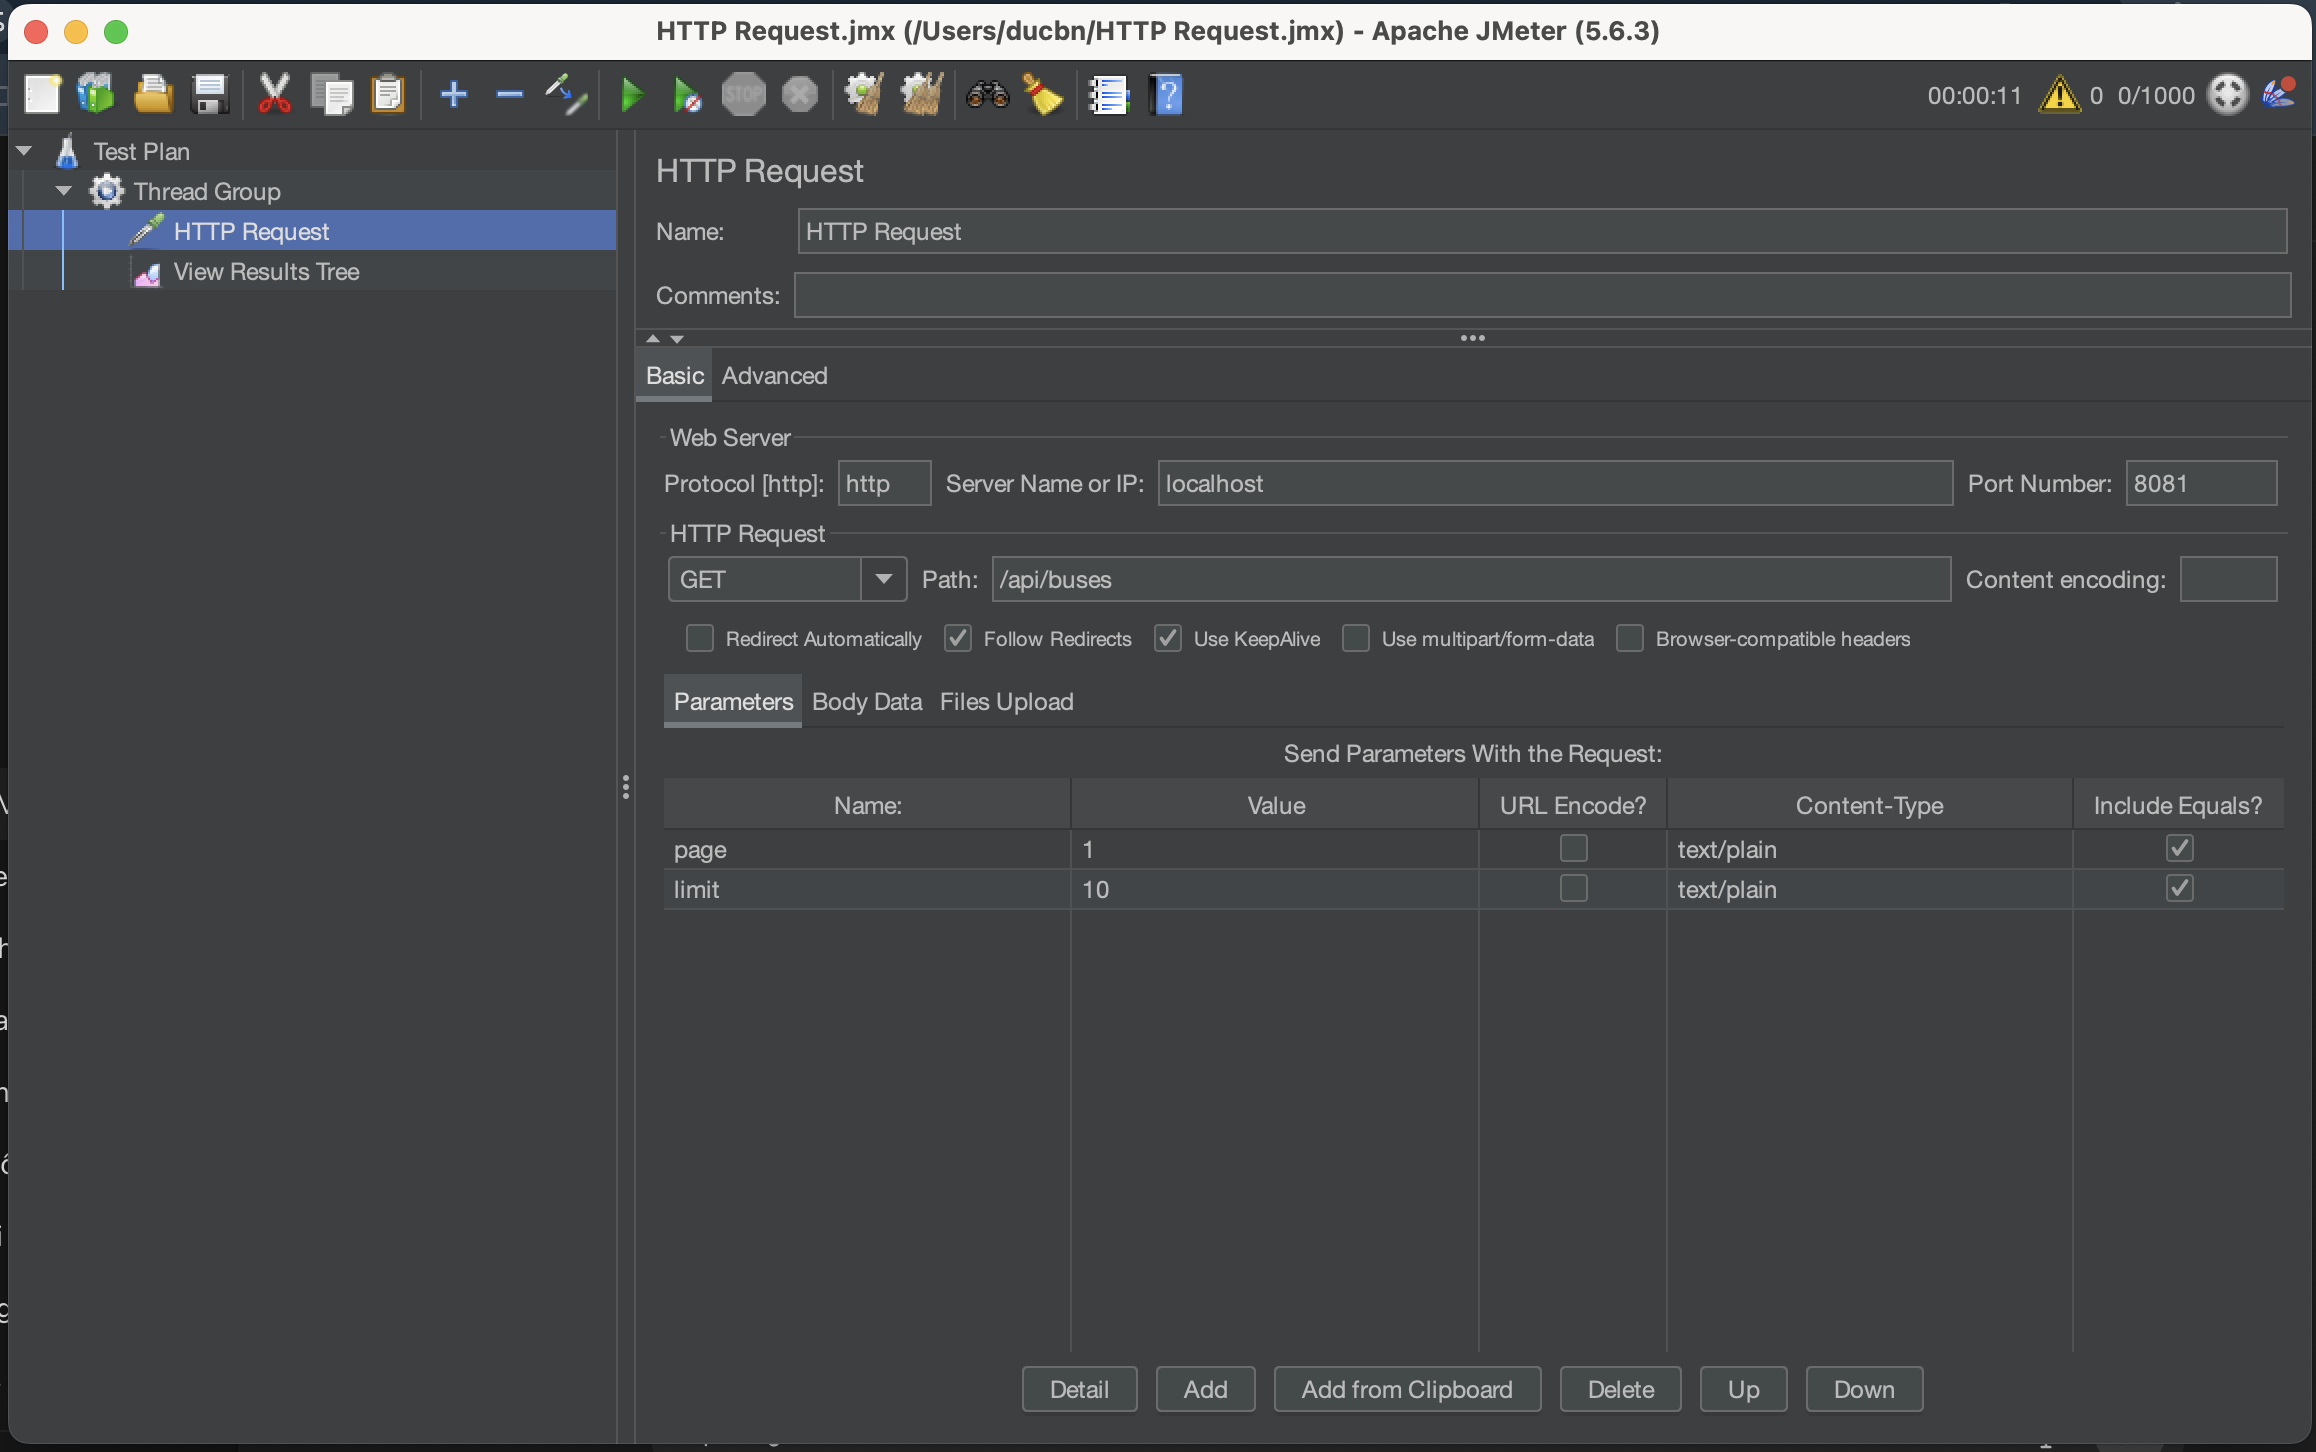 HTTP Request.jmx (/Users/ducbn/HTTP Request.jmx) - Apache JMeter (5.6.3)
STOP
?
00:00:11 0 0/1000
Test Plan
Thread Group
HTTP Request
View Results Tree
HTTP Request
Name: HTTP Request
Comments:
Basic Advanced
Web Server
Protocol [http]: http Server Name or IP: localhost Port Number: 8081
HTTP Request
GET Path: /api/buses Content encoding:
Redirect Automatically Follow Redirects Use KeepAlive Use multipart/form-data Browser-compatible headers
Parameters Body Data Files Upload
Send Parameters With the Request:
Name: Value URL Encode? Content-Type Include Equals?
page 1 text/plain
limit 10 text/plain
Detail Add Add from Clipboard Delete Up Down